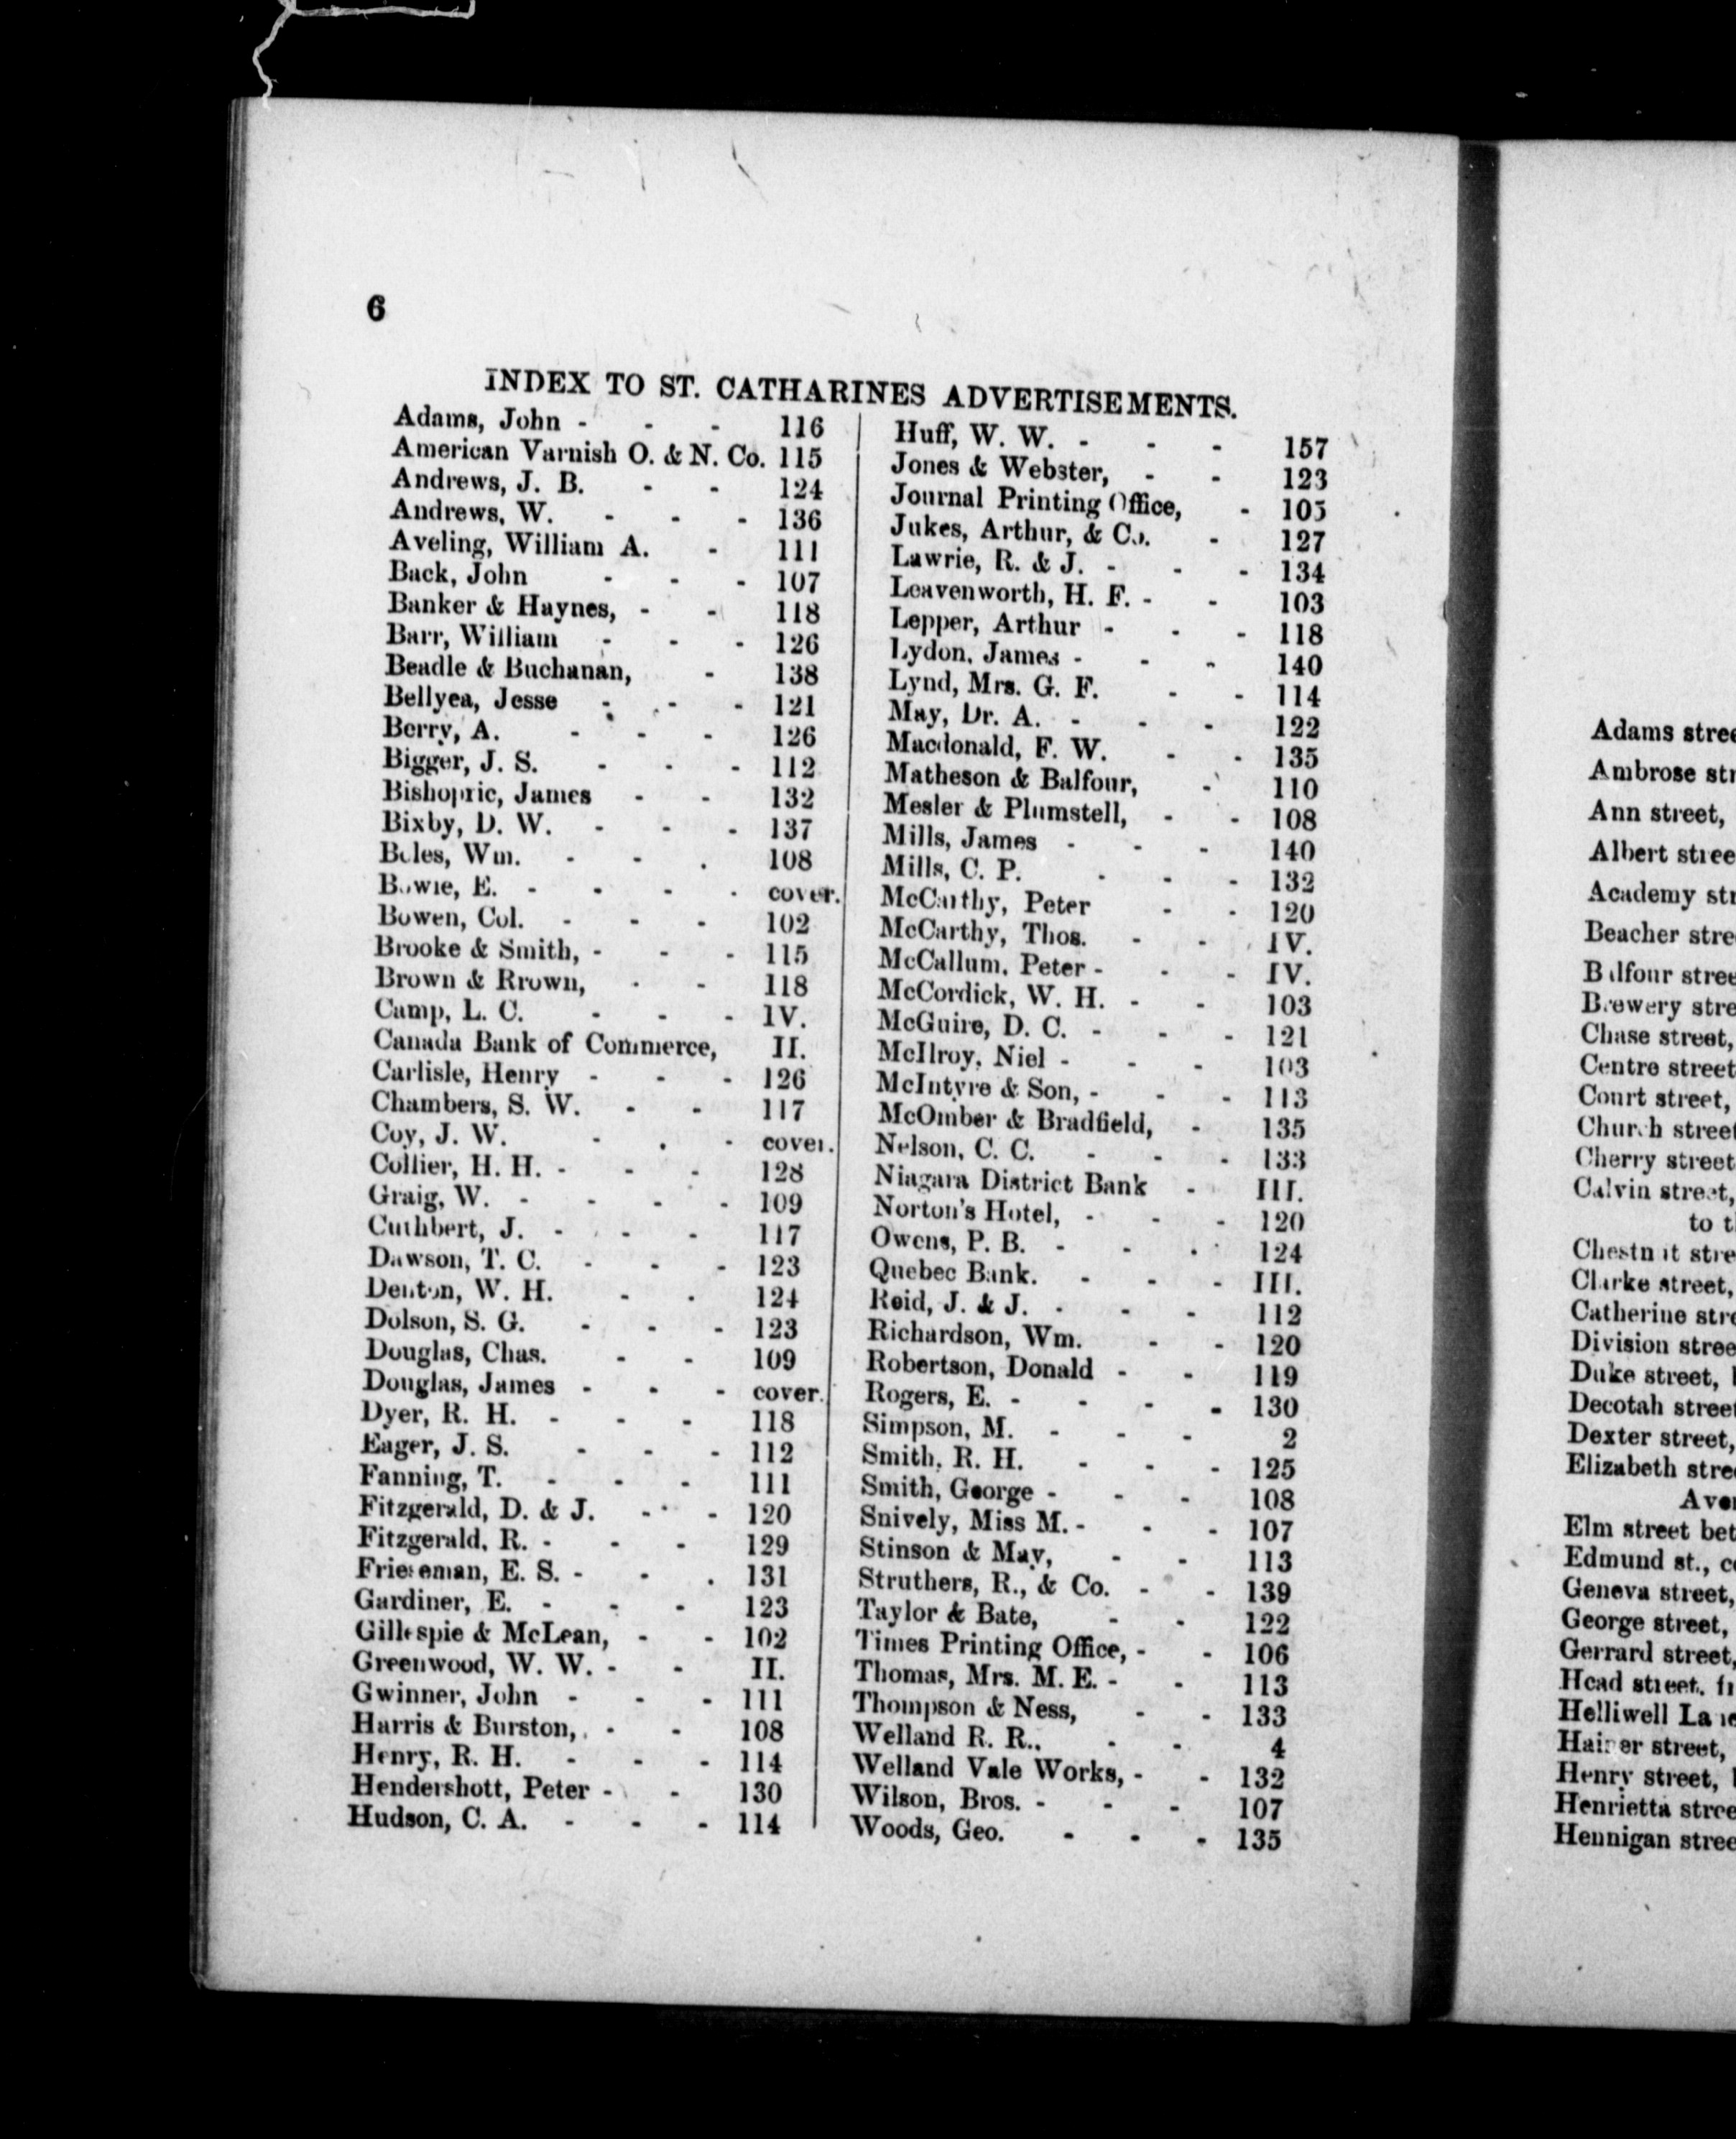 6
INDEX TO ST. CATHARINES ADVERTISEMENTS.
Adams, John - - - 116
American Varnish O. & N. Co. 115
Andrews, J. B. - - 124
Andrews, W. - - - 136
Aveling, William A. - 111
Back, John - - - 107
Banker & Haynes, - - 118
Barr, William - - - 126
Beadle & Buchanan, - 138
Bellyea, Jesse - - - 121
Berry, A. - - - 126
Bigger, J. S. - - - 112
Bishopric, James - - 132
Bixby, D. W. - - - 137
Boles, Wm. - - - 108
Bowie, E. - - - - cover.
Bowen, Col. - - - 102
Brooke & Smith, - - - 115
Brown & Rrown, - - 118
Camp, L. C. - - - IV.
Canada Bank of Commerce, II.
Carlisle, Henry - - - 126
Chambers, S. W. - - 117
Coy, J. W. - - - cover.
Collier, H. H. - - - 128
Graig, W. - - - - 109
Cuthbert, J. - - - 117
Dawson, T. C. - - - 123
Denton, W. H. - - 124
Dolson, S. G. - - - 123
Douglas, Chas. - - 109
Douglas, James - - - cover.
Dyer, R. H. - - - 118
Eager, J. S. - - - 112
Fanning, T. - - - 111
Fitzgerald, D. & J. - - 120
Fitzgerald, R. - - - 129
Frieseman, E. S. - - - 131
Gardiner, E. - - - 123
Gillespie & McLean, - - 102
Greenwood, W. W. - - II.
Gwinner, John - - - 111
Harris & Burston, - - 108
Henry, R. H. - - - 114
Hendershott, Peter - - 130
Hudson, C. A. - - - 114
Huff, W. W. - - - 157
Jones & Webster, - - 123
Journal Printing Office, - 105
Jukes, Arthur, & Co. - 127
Lawrie, R. & J. - - - 134
Leavenworth, H. F. - - 103
Lepper, Arthur - - - 118
Lydon, James - - - 140
Lynd, Mrs. G. F. - - 114
May, Dr. A. - - - 122
Macdonald, F. W. - - 135
Matheson & Balfour, - 110
Mesler & Plumstell, - - 108
Mills, James - - - 140
Mills, C. P. - - - 132
McCarthy, Peter - - 120
McCarthy, Thos. - - IV.
McCallum, Peter - - - IV.
McCordick, W. H. - - 103
McGuire, D. C. - - - 121
McIlroy, Niel - - - 103
McIntyre & Son, - - - 113
McOmber & Bradfield, - 135
Nelson, C. C. - - - 133
Niagara District Bank - III.
Norton's Hotel, - - - 120
Owens, P. B. - - - 124
Quebec Bank. - - - III.
Reid, J. & J. - - - 112
Richardson, Wm. - - 120
Robertson, Donald - - 119
Rogers, E. - - - - 130
Simpson, M. - - - 2
Smith, R. H. - - - 125
Smith, George - - - 108
Snively, Miss M. - - - 107
Stinson & May, - - 113
Struthers, R., & Co. - - 139
Taylor & Bate, - - 122
Times Printing Office, - - 106
Thomas, Mrs. M. E. - - 113
Thompson & Ness, - - 133
Welland R. R., - - 4
Welland Vale Works, - - 132
Wilson, Bros. - - - 107
Woods, Geo. - - - 135
Adams stree
Ambrose str
Ann street,
Albert stree
Academy str
Beacher stre
Balfour stree
Brewery stre
Chase street,
Centre street
Court street,
Church street
Cherry street
Calvin street,
to t
Chestnut stre
Clarke street,
Catherine stre
Division stree
Duke street,
Decotah street
Dexter street,
Elizabeth stre
Ave
Elm street bet
Edmund st., c
Geneva street,
George street,
Gerrard street,
Head street, f
Helliwell Lane
Hainer street,
Henry street,
Henrietta stree
Hennigan stree